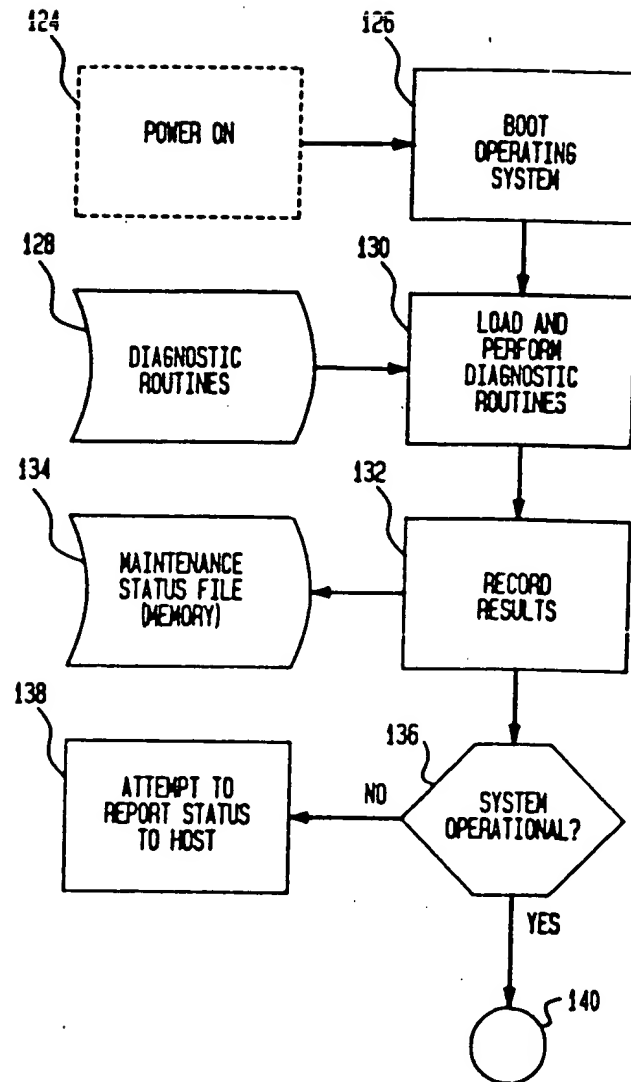 124
126
POWER ON
BOOT
OPERATING
SYSTEM
128
130
DIAGNOSTIC
ROUTINES
LOAD AND
PERFORM
DIAGNOSTIC
ROUTINES
134
132
MAINTENANCE
STATUS FILE
(MEMORY)
RECORD
RESULTS
138
136
ATTEMPT TO
REPORT STATUS
TO HOST
NO
SYSTEM
OPERATIONAL?
YES
140